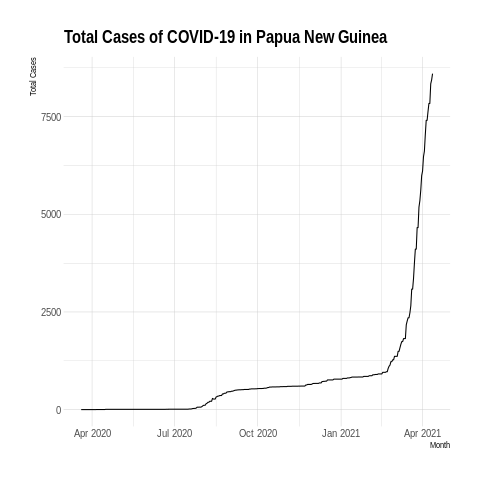 Total Cases of COVID-19 in Papua New Guinea
Total Cases
7500
5000
2500
0
Apr 2020 Jul 2020 Oct 2020 Jan 2021 Apr 2021
Month